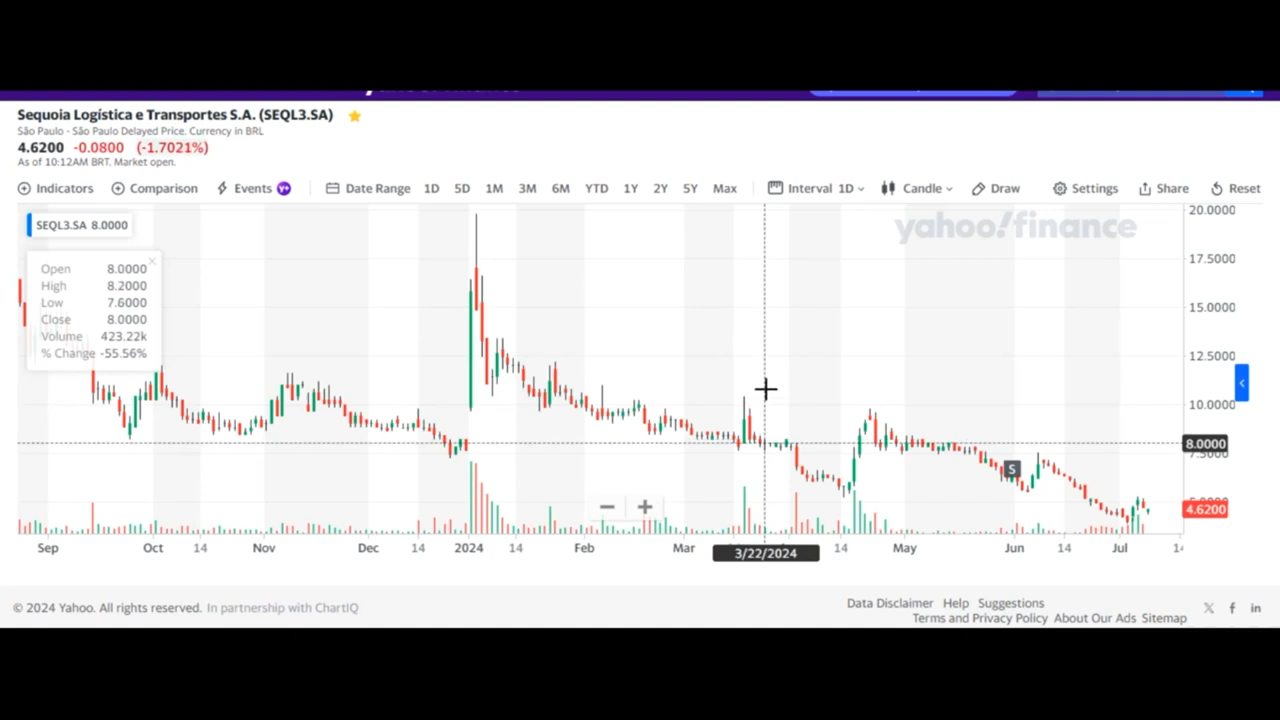 Sequoia Logística e Transportes S.A. (SEQL3.SA)
São Paulo - São Paulo Delayed Price. Currency in BRL
4.6200 -0.0800 (-1.7021%)
As of 10:12AM BRT. Market open.
Indicators Comparison Events Y+ Date Range 1D 5D 1M 3M 6M YTD 1Y 2Y 5Y Max Interval 1D Candle Draw Settings Share Reset
SEQL3.SA 8.0000
yahoo!finance
Open 8.0000
High 8.2000
Low 7.6000
Close 8.0000
Volume 423.22k
% Change -55.56%
20.0000
17.5000
15.0000
12.5000
10.0000
8.0000
7.5000
S
4.6200
Sep Oct 14 Nov Dec 14 2024 14 Feb Mar 3/22/2024 14 May Jun 14 Jul
© 2024 Yahoo. All rights reserved. In partnership with ChartIQ
Data Disclaimer Help Suggestions
Terms and Privacy Policy About Our Ads Sitemap